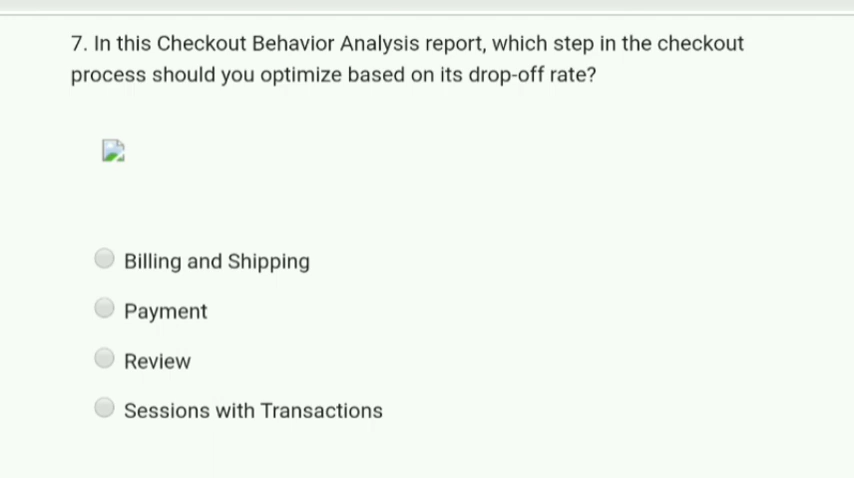 7. In this Checkout Behavior Analysis report, which step in the checkout
process should you optimize based on its drop-off rate?
Billing and Shipping
Payment
Review
Sessions with Transactions